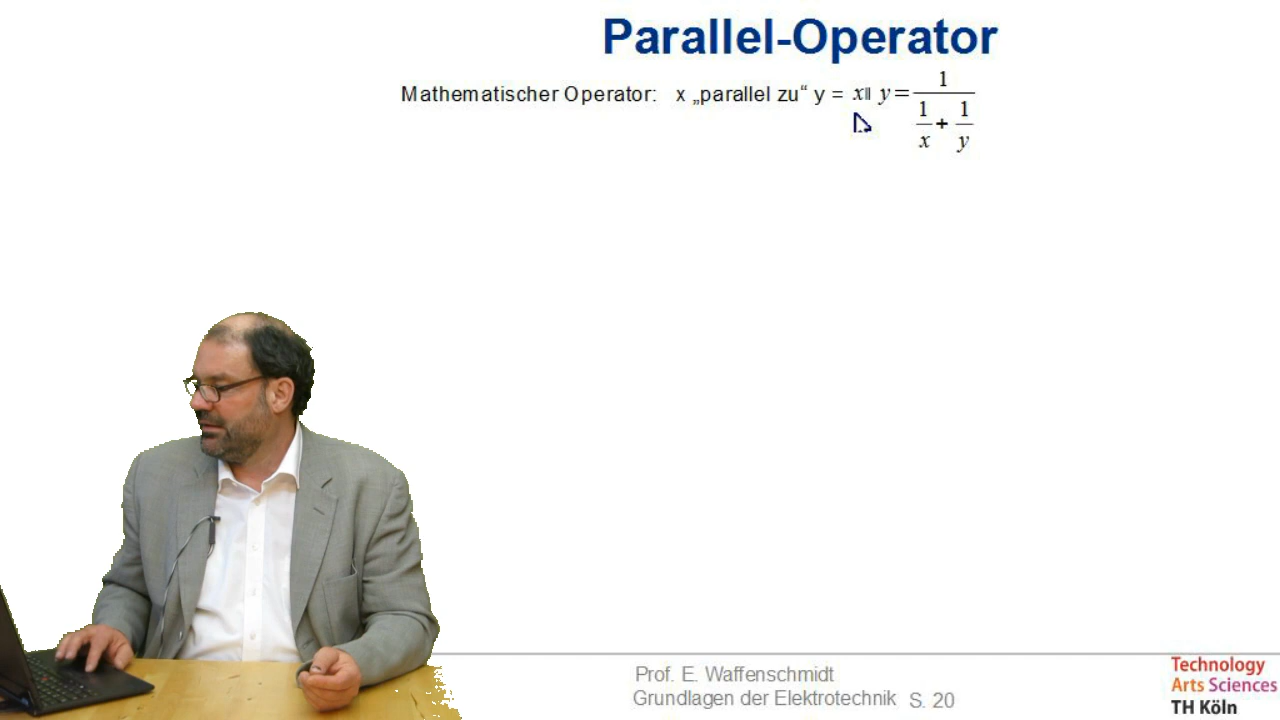 Parallel-Operator
Mathematischer Operator: x „parallel zu“ y = x॥ y = 1 / (1/x + 1/y)
Prof. E. Waffenschmidt
Grundlagen der Elektrotechnik S. 20
Technology
Arts Sciences
TH Köln